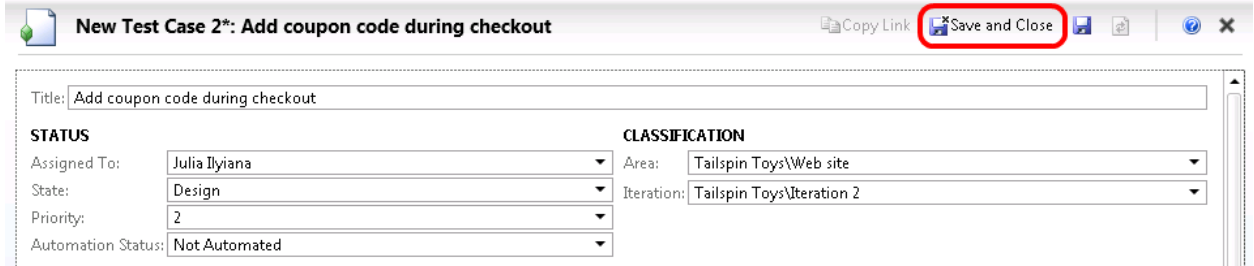 New Test Case 2*: Add coupon code during checkout Copy Link Save and Close
Title: Add coupon code during checkout
STATUS CLASSIFICATION
Assigned To: Julia Ilyiana Area: Tailspin Toys\Web site
State: Design Iteration: Tailspin Toys\Iteration 2
Priority: 2
Automation Status: Not Automated